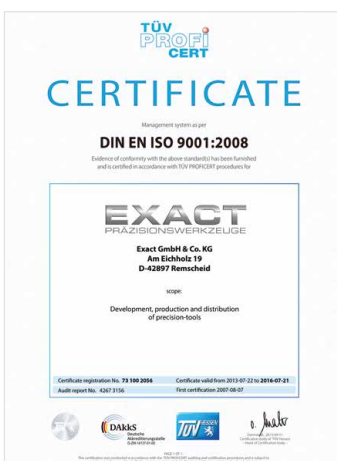 TÜV
PROFI
CERT
CERTIFICATE
Management system as per
DIN EN ISO 9001:2008
Evidence of conformity with the above standard(s) has been furnished
and is certified in accordance with TÜV PROFICERT procedures for
EXACT
PRÄZISIONSWERKZEUGE
Exact GmbH & Co. KG
Am Eichholz 19
D-42897 Remscheid
scope:
Development, production and distribution
of precision-tools
Certificate registration No. 73 100 2056
Certificate valid from 2013-07-22 to 2016-07-21
Audit report No. 4267 3156
First certification 2007-08-07
DAkkS
Deutsche
Akkreditierungsstelle
TÜV HESSEN
PAGE 1 OF 1